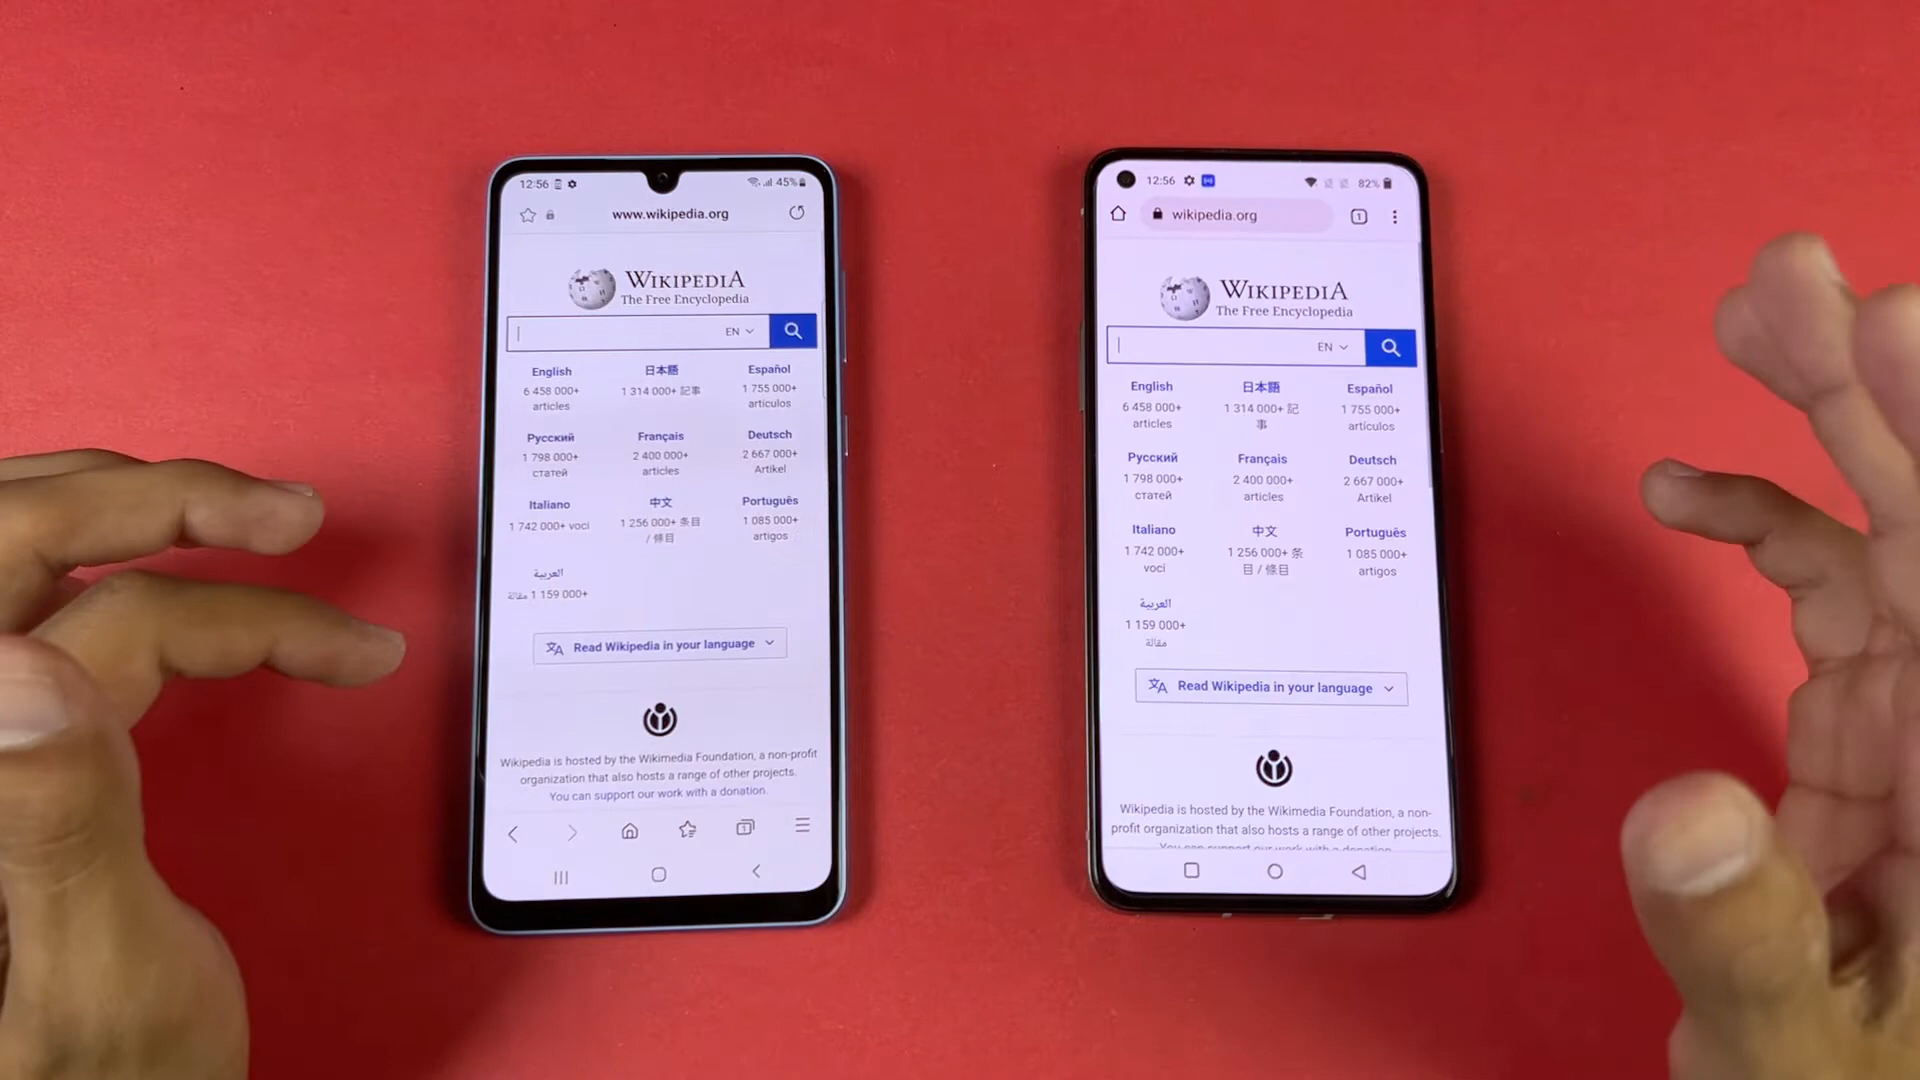 12:56
45%
www.wikipedia.org
WIKIPEDIA
The Free Encyclopedia
EN
English
6 458 000+
articles
日本語
1 314 000+ 記事
Español
1 755 000+
artículos
Русский
1 798 000+
статей
Français
2 400 000+
articles
Deutsch
2 667 000+
Artikel
Italiano
1 742 000+ voci
中文
1 256 000+ 条目
/ 條目
Português
1 085 000+
artigos
العربية
1 159 000+ مقالة
Read Wikipedia in your language
Wikipedia is hosted by the Wikimedia Foundation, a non-profit
organization that also hosts a range of other projects.
You can support our work with a donation.
1
12:56
82%
wikipedia.org
1
WIKIPEDIA
The Free Encyclopedia
EN
English
6 458 000+
articles
日本語
1 314 000+ 記
事
Español
1 755 000+
artículos
Русский
1 798 000+
статей
Français
2 400 000+
articles
Deutsch
2 667 000+
Artikel
Italiano
1 742 000+
voci
中文
1 256 000+ 条
目 / 條目
Português
1 085 000+
artigos
العربية
1 159 000+
مقالة
Read Wikipedia in your language
Wikipedia is hosted by the Wikimedia Foundation, a non-
profit organization that also hosts a range of other projects.
You can support our work with a donation.